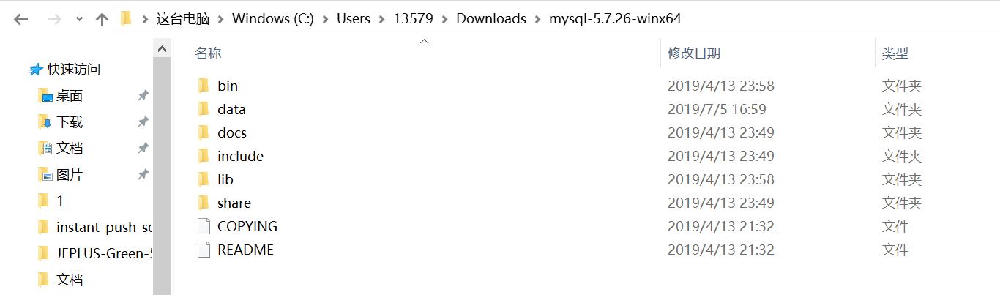 这台电脑 > Windows (C:) > Users > 13579 > Downloads > mysql-5.7.26-winx64
名称 修改日期 类型
快速访问
桌面
下载
文档
图片
1
instant-push-se
JEPLUS-Green-5
文档
bin 2019/4/13 23:58 文件夹
data 2019/7/5 16:59 文件夹
docs 2019/4/13 23:49 文件夹
include 2019/4/13 23:49 文件夹
lib 2019/4/13 23:58 文件夹
share 2019/4/13 23:49 文件夹
COPYING 2019/4/13 21:32 文件
README 2019/4/13 21:32 文件